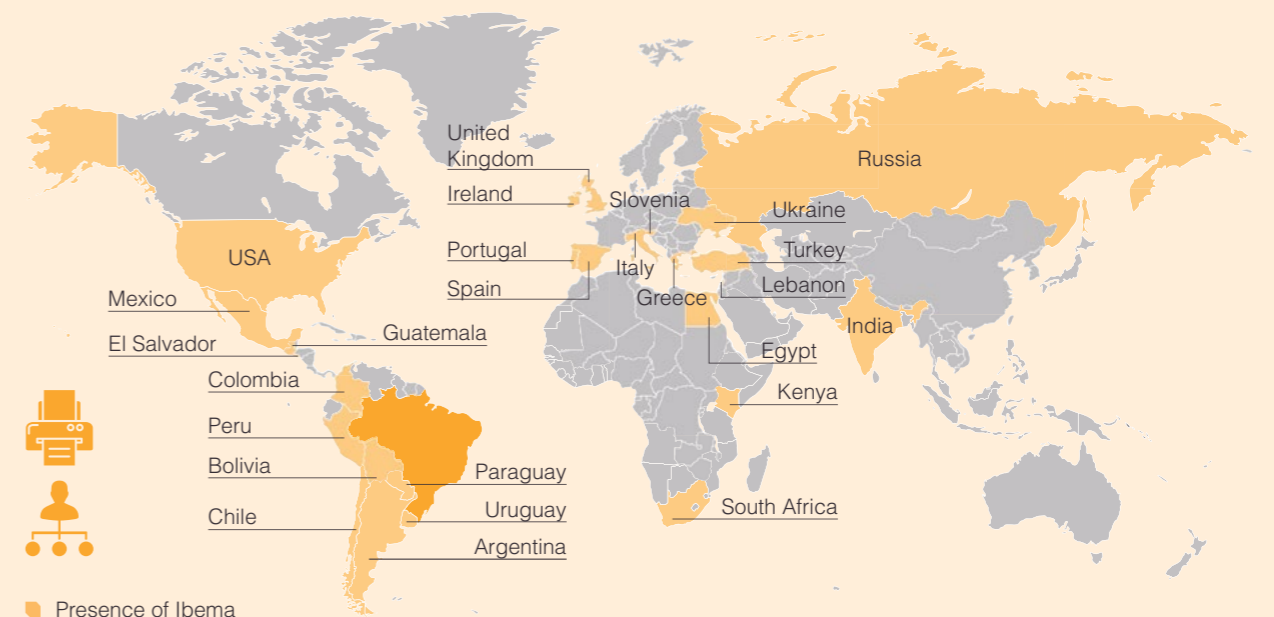 United
Kingdom
Ireland
Slovenia
Russia
Ukraine
USA
Portugal
Italy
Turkey
Spain
Greece
Lebanon
Mexico
Guatemala
India
El Salvador
Egypt
Colombia
Kenya
Peru
Bolivia
Paraguay
Chile
Uruguay
South Africa
Argentina
Presence of Ibema